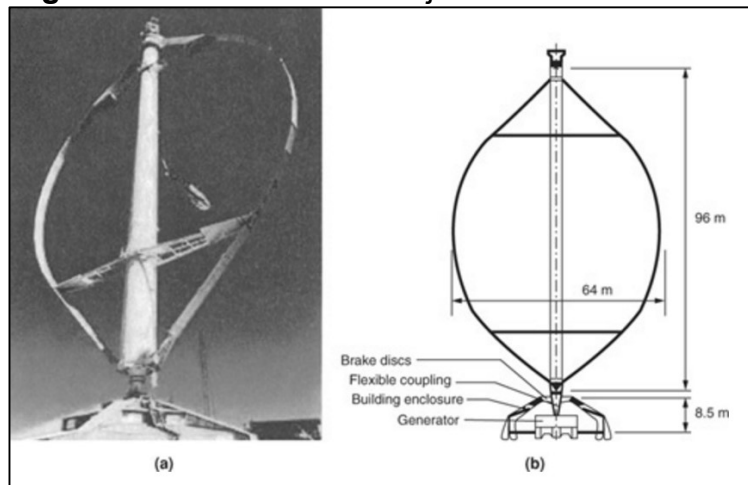 96 m
64 m
Brake discs
Flexible coupling
Building enclosure
Generator
8.5 m
(a)
(b)